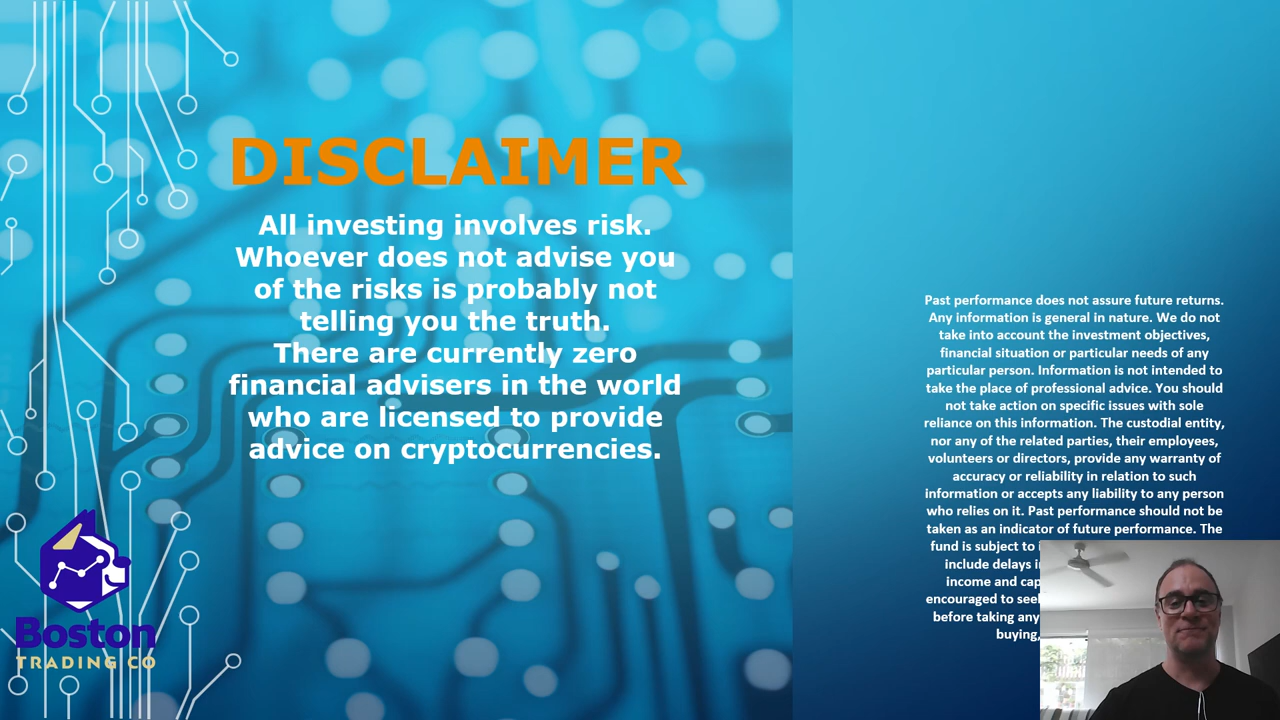 DISCLAIMER
All investing involves risk.
Whoever does not advise you
of the risks is probably not
telling you the truth.
There are currently zero
financial advisers in the world
who are licensed to provide
advice on cryptocurrencies.
Past performance does not assure future returns.
Any information is general in nature. We do not
take into account the investment objectives,
financial situation or particular needs of any
particular person. Information is not intended to
take the place of professional advice. You should
not take action on specific issues with sole
reliance on this information. The custodial entity,
nor any of the related parties, their employees,
volunteers or directors, provide any warranty of
accuracy or reliability in relation to such
information or accepts any liability to any person
who relies on it. Past performance should not be
taken as an indicator of future performance. The
fund is subject to
include delays
income and
encouraged to
before taking any
buying,
Boston
TRADING CO